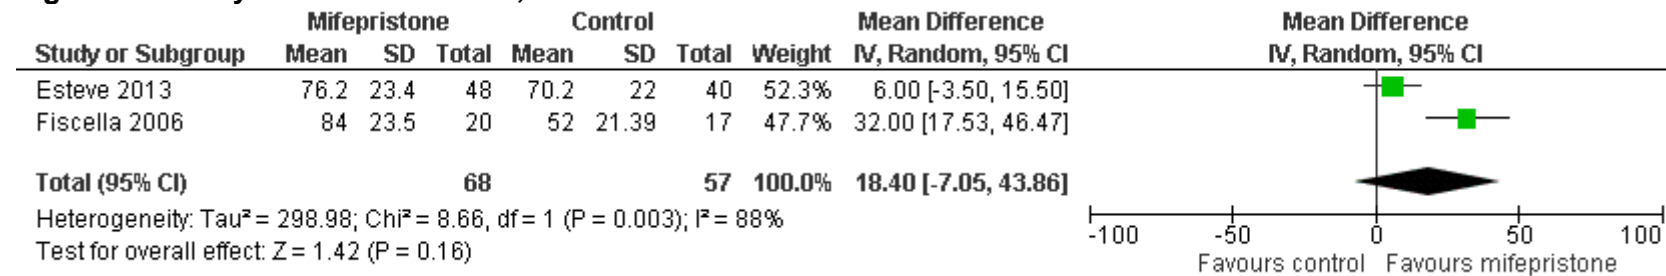 Mifepristone Control Mean Difference Mean Difference
Study or Subgroup Mean SD Total Mean SD Total Weight IV, Random, 95% CI IV, Random, 95% CI
Esteve 2013 76.2 23.4 48 70.2 22 40 52.3% 6.00 [-3.50, 15.50]
Fiscella 2006 84 23.5 20 52 21.39 17 47.7% 32.00 [17.53, 46.47]
Total (95% CI) 68 57 100.0% 18.40 [-7.05, 43.86]
Heterogeneity: Tau² = 298.98; Chi² = 8.66, df = 1 (P = 0.003); I² = 88%
Test for overall effect: Z = 1.42 (P = 0.16)
-100 -50 0 50 100
Favours control Favours mifepristone